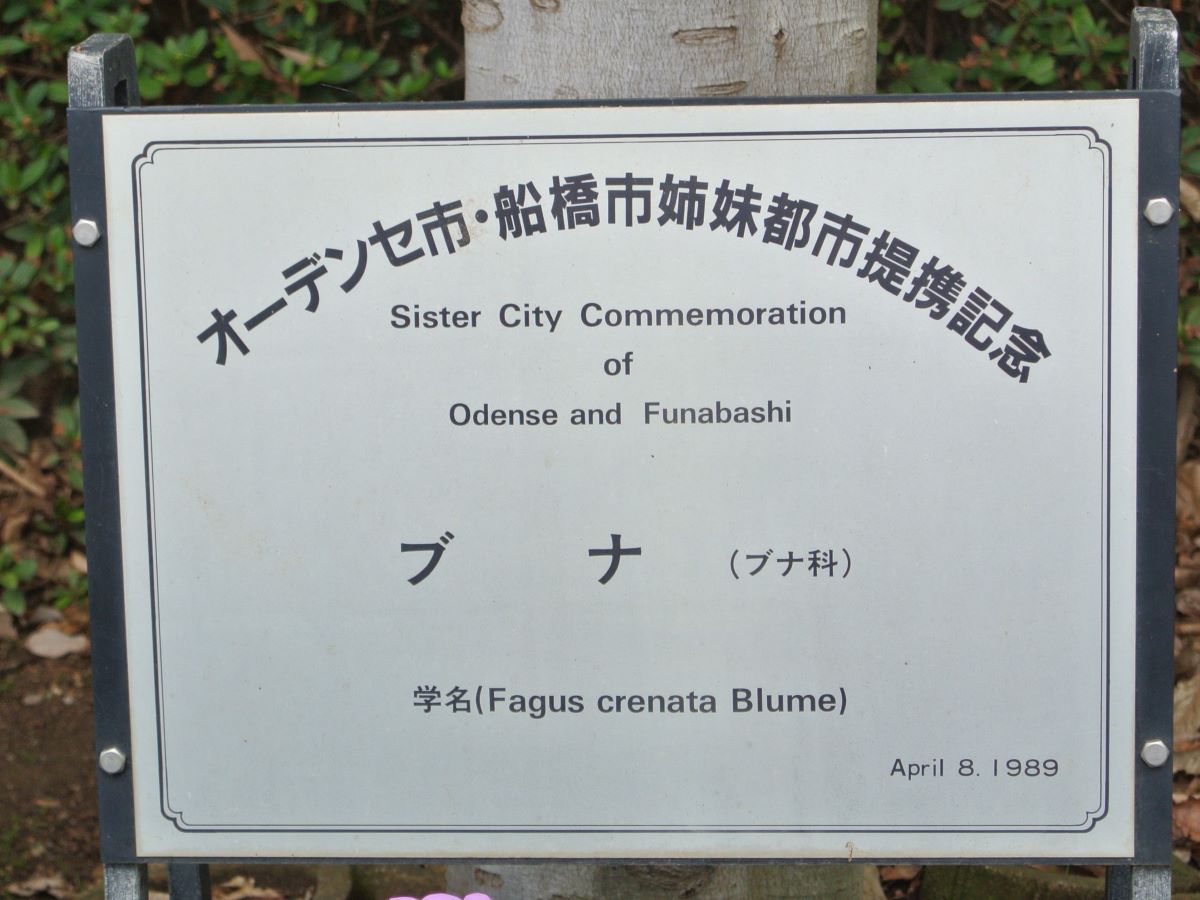 オーデンセ市・船橋市姉妹都市提携記念
Sister City Commemoration
of
Odense and Funabashi
ブナ (ブナ科)
学名(Fagus crenata Blume)
April 8. 1989